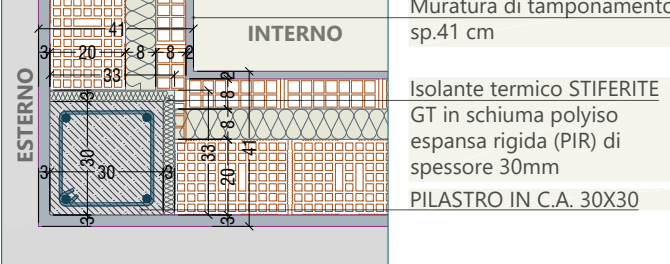 Muratura di tamponamento
sp.41 cm
INTERNO
ESTERNO
Isolante termico STIFERITE
GT in schiuma polyiso
espansa rigida (PIR) di
spessore 30mm
PILASTRO IN C.A. 30X30
41
3 20 8 8 2
33
3
30
3 30 3
3
2
8
8
20
3
33
41